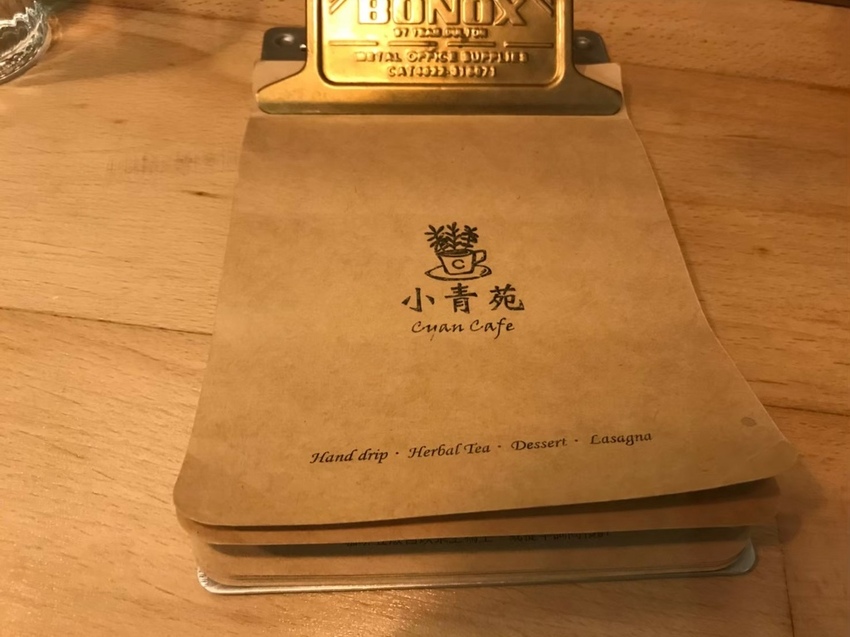 BONOX
METAL OFFICE SUPPLIES
C
小青苑
Cyan Cafe
Hand drip · Herbal Tea · Dessert · Lasagna